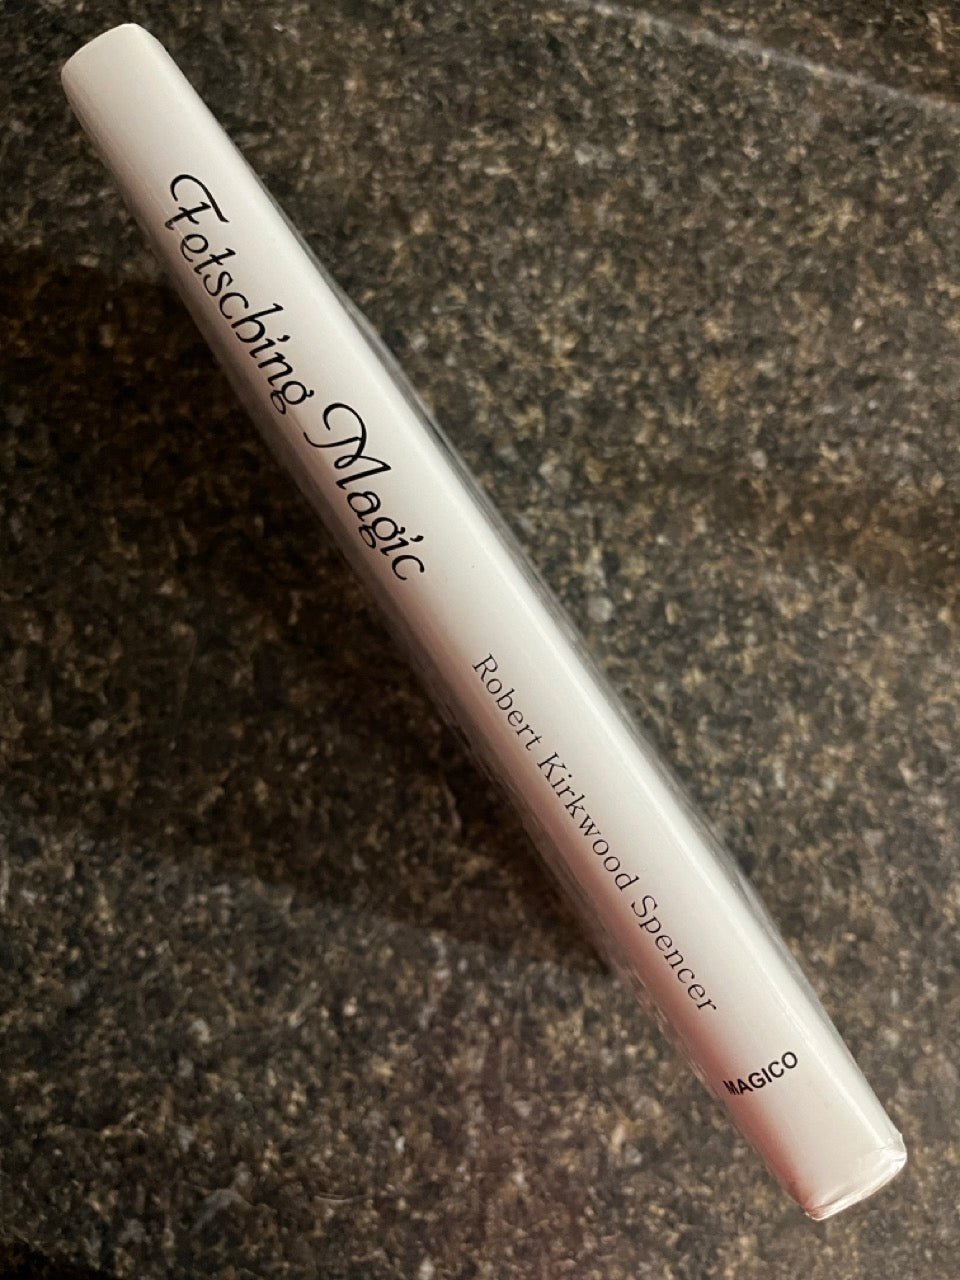 Fetsching Magic
Robert Kirkwood Spencer
MAGICO